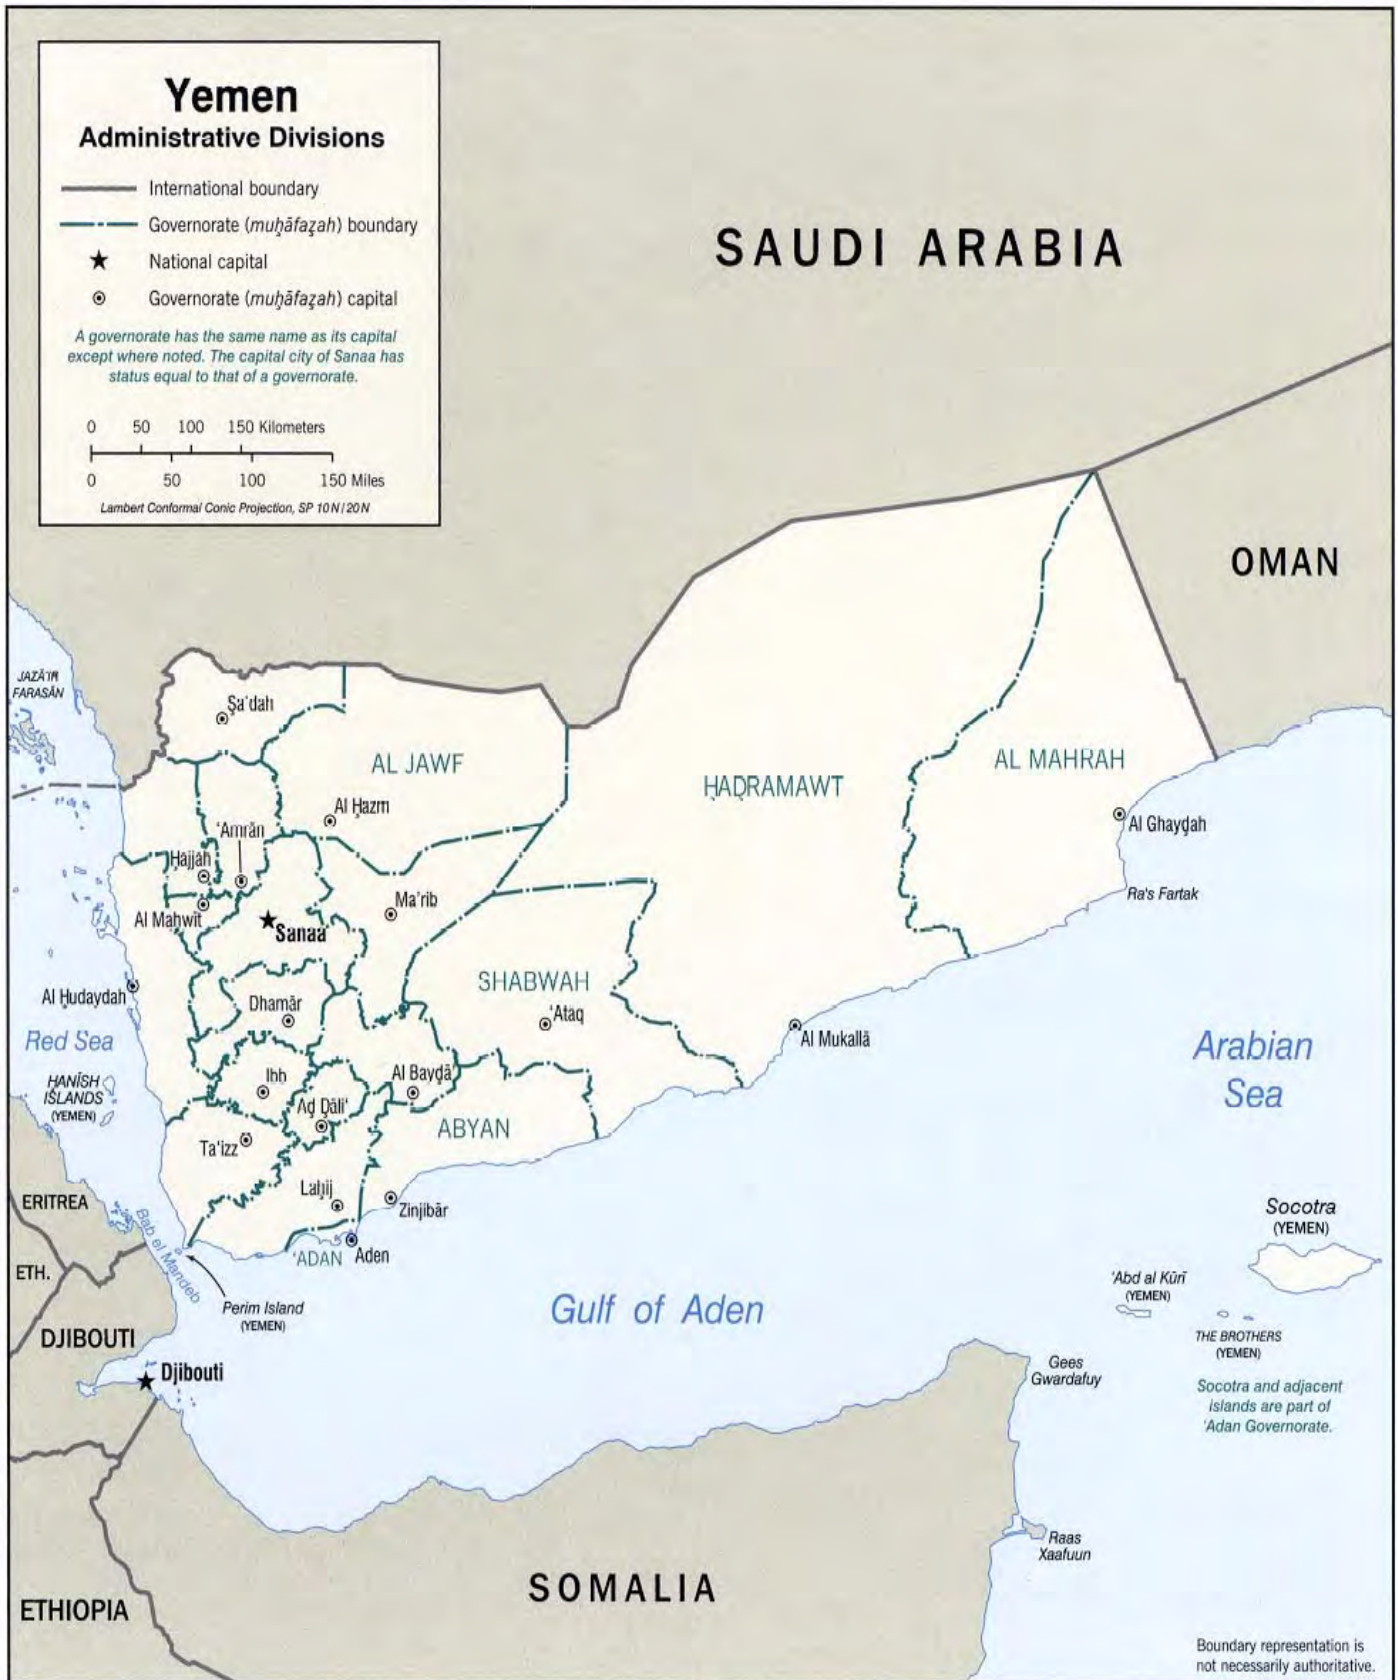 Yemen
Administrative Divisions
International boundary
Governorate (muḩāfaz̧ah) boundary
National capital
Governorate (muḩāfaz̧ah) capital
A governorate has the same name as its capital
except where noted. The capital city of Sanaa has
status equal to that of a governorate.
0 50 100 150 Kilometers
0 50 100 150 Miles
Lambert Conformal Conic Projection, SP 10 N / 20 N
SAUDI ARABIA
OMAN
JAZĀ'IR
FARASĀN
Şa'dah
AL JAWF
Al Ḩazm
ḨAḐRAMAWT
AL MAHRAH
Al Ghayḑah
Ra's Fartak
'Amrān
Ḩajjah
Al Maḩwīt
Sanaa
Ma'rib
SHABWAH
'Ataq
Al Ḩudaydah
Dhamār
Al Mukallā
Red Sea
HANĪSH
ISLANDS
(YEMEN)
Ibb
Al Bayḑā'
Aḑ Ḑāli'
ABYAN
Ta'izz
Laḩij
Zinjibār
'ADAN
Aden
Arabian
Sea
ERITREA
ETH.
Bab el Mandeb
Perim Island
(YEMEN)
DJIBOUTI
Djibouti
Gulf of Aden
Socotra
(YEMEN)
'Abd al Kūrī
(YEMEN)
THE BROTHERS
(YEMEN)
Socotra and adjacent
islands are part of
'Adan Governorate.
Gees
Gwardafuy
Raas
Xaafuun
SOMALIA
ETHIOPIA
Boundary representation is
not necessarily authoritative.